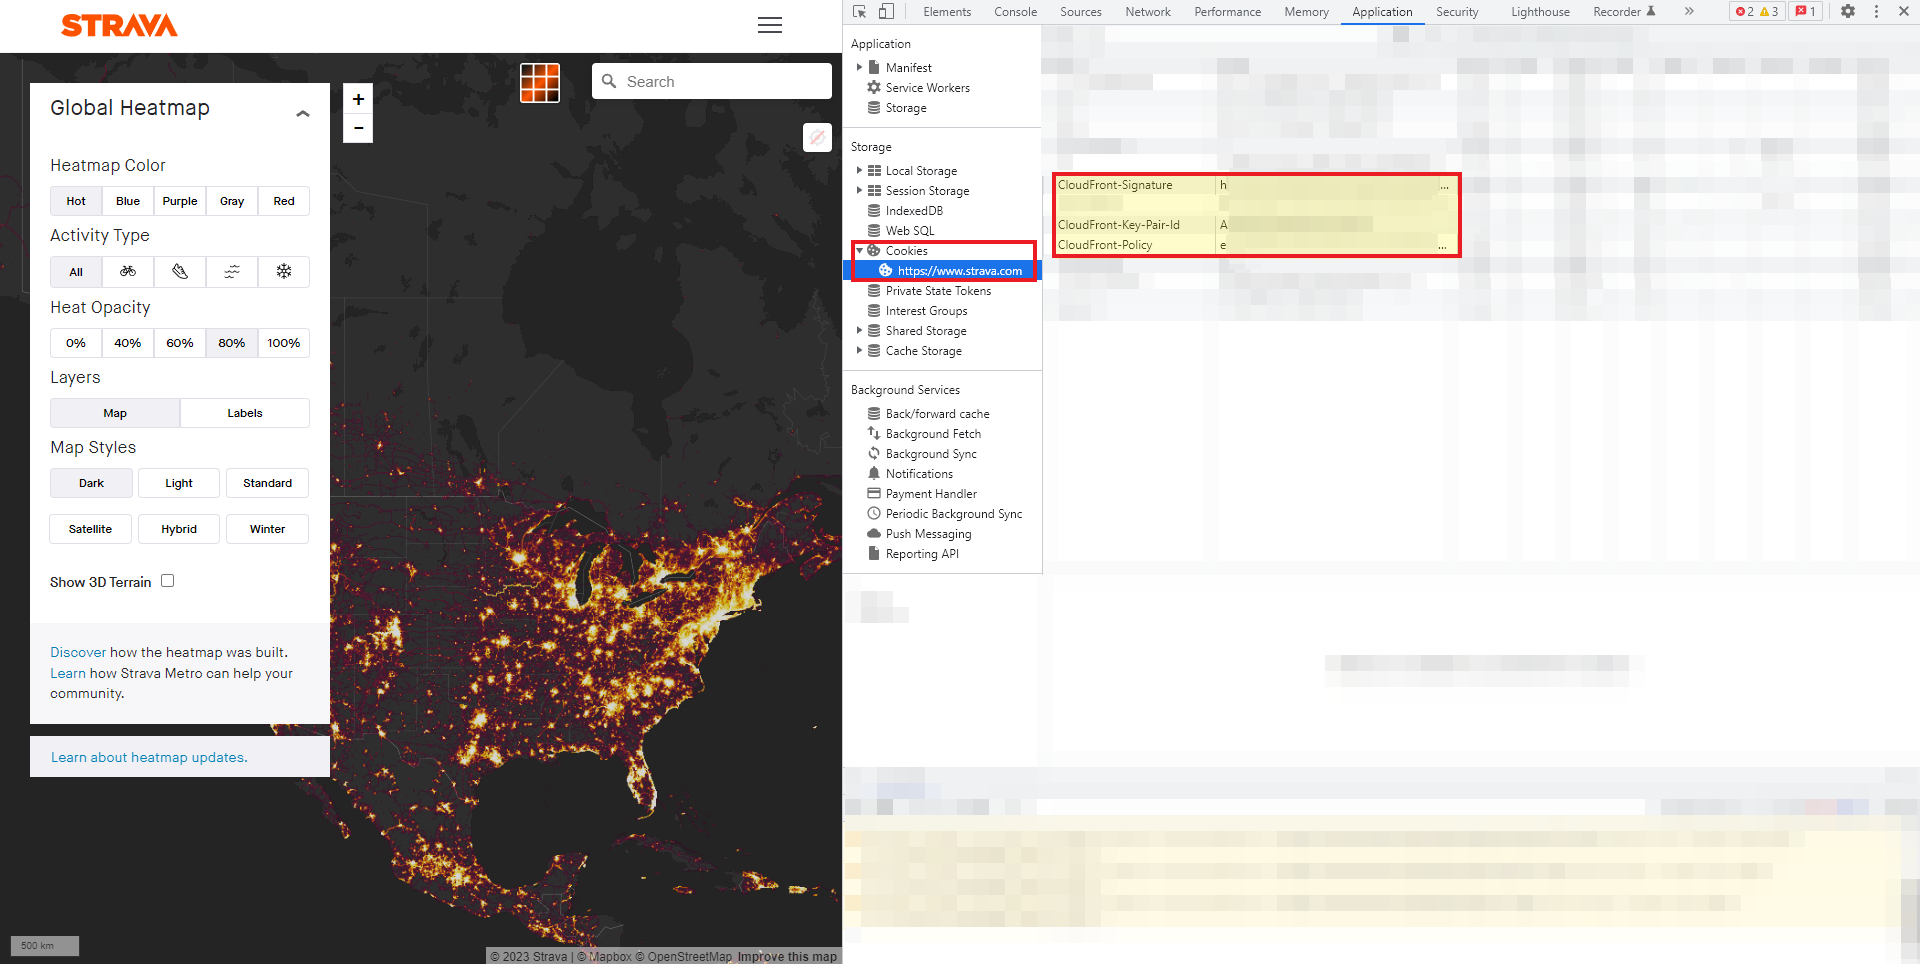 STRAVA
Search
Global Heatmap
+
-
Heatmap Color
Hot Blue Purple Gray Red
Activity Type
All
Heat Opacity
0% 40% 60% 80% 100%
Layers
Map Labels
Map Styles
Dark Light Standard
Satellite Hybrid Winter
Show 3D Terrain
Discover how the heatmap was built.
Learn how Strava Metro can help your
community.
Learn about heatmap updates.
500 km
© 2023 Strava | © Mapbox © OpenStreetMap Improve this map
Elements Console Sources Network Performance Memory Application Security Lighthouse Recorder » 2 3 1
Application
Manifest
Service Workers
Storage
Storage
Local Storage
Session Storage
IndexedDB
Web SQL
Cookies
https://www.strava.com
Private State Tokens
Interest Groups
Shared Storage
Cache Storage
Background Services
Back/forward cache
Background Fetch
Background Sync
Notifications
Payment Handler
Periodic Background Sync
Push Messaging
Reporting API
CloudFront-Signature h ...
CloudFront-Key-Pair-Id A
CloudFront-Policy e ...